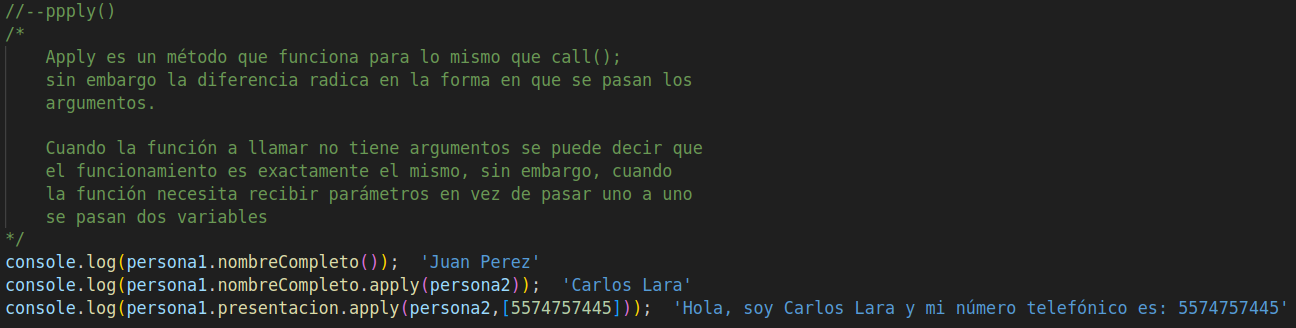 //--ppply()
/*
Apply es un método que funciona para lo mismo que call();
sin embargo la diferencia radica en la forma en que se pasan los
argumentos.
Cuando la función a llamar no tiene argumentos se puede decir que
el funcionamiento es exactamente el mismo, sin embargo, cuando
la función necesita recibir parámetros en vez de pasar uno a uno
se pasan dos variables
*/
console.log(persona1.nombreCompleto());  'Juan Perez'
console.log(persona1.nombreCompleto.apply(persona2));  'Carlos Lara'
console.log(persona1.presentacion.apply(persona2,[5574757445]));  'Hola, soy Carlos Lara y mi número telefónico es: 5574757445'